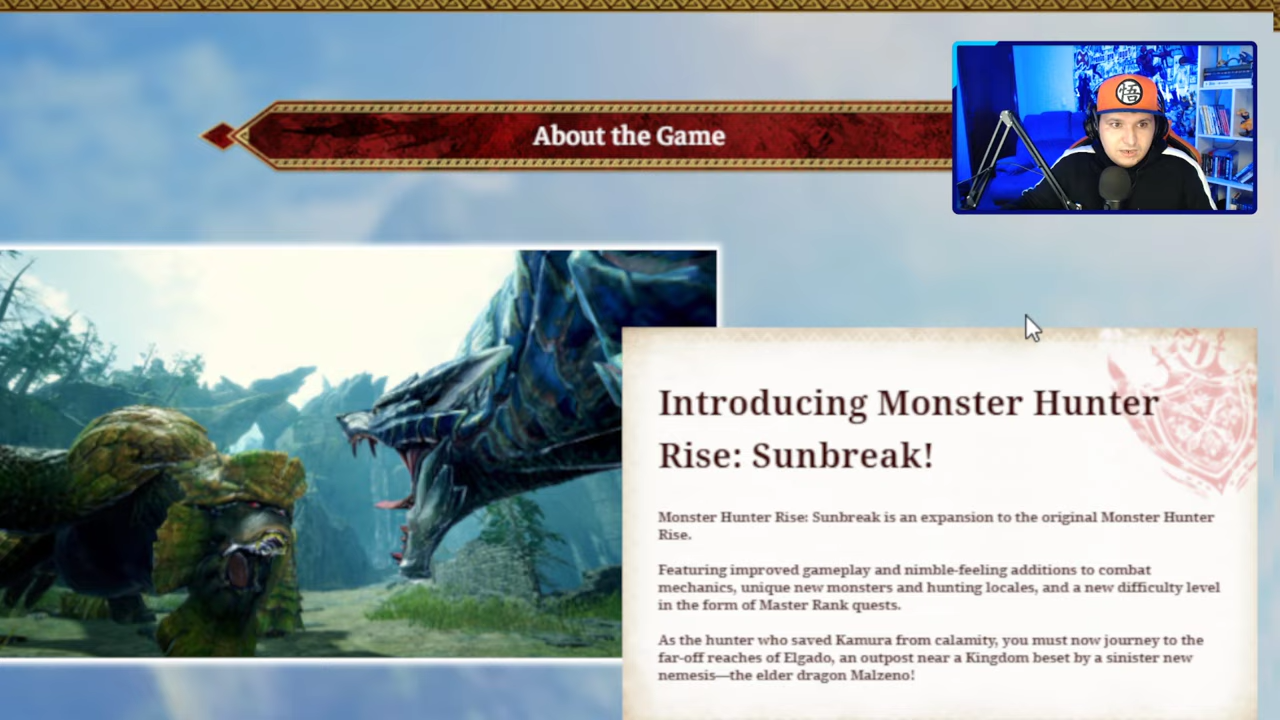 About the Game
悟
Introducing Monster Hunter
Rise: Sunbreak!
Monster Hunter Rise: Sunbreak is an expansion to the original Monster Hunter
Rise.
Featuring improved gameplay and nimble-feeling additions to combat
mechanics, unique new monsters and hunting locales, and a new difficulty level
in the form of Master Rank quests.
As the hunter who saved Kamura from calamity, you must now journey to the
far-off reaches of Elgado, an outpost near a Kingdom beset by a sinister new
nemesis—the elder dragon Malzeno!